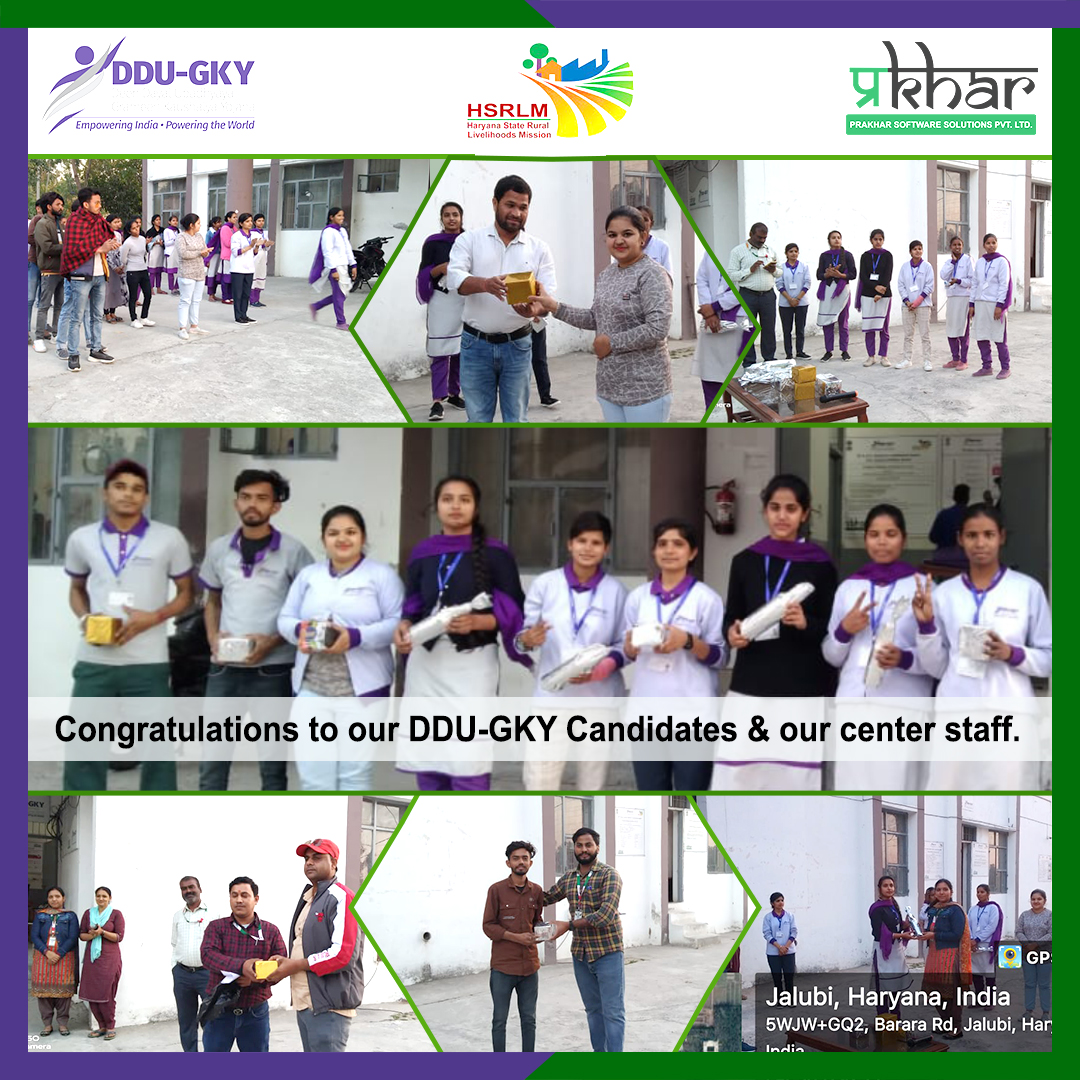 DDU-GKY
Empowering India • Powering the World
HSRLM
Haryana State Rural
Livelihoods Mission
प्रkhar
PRAKHAR SOFTWARE SOLUTIONS PVT. LTD.
Congratulations to our DDU-GKY Candidates & our center staff.
GPS
Jalubi, Haryana, India
5WJW+GQ2, Barara Rd, Jalubi, Har
India